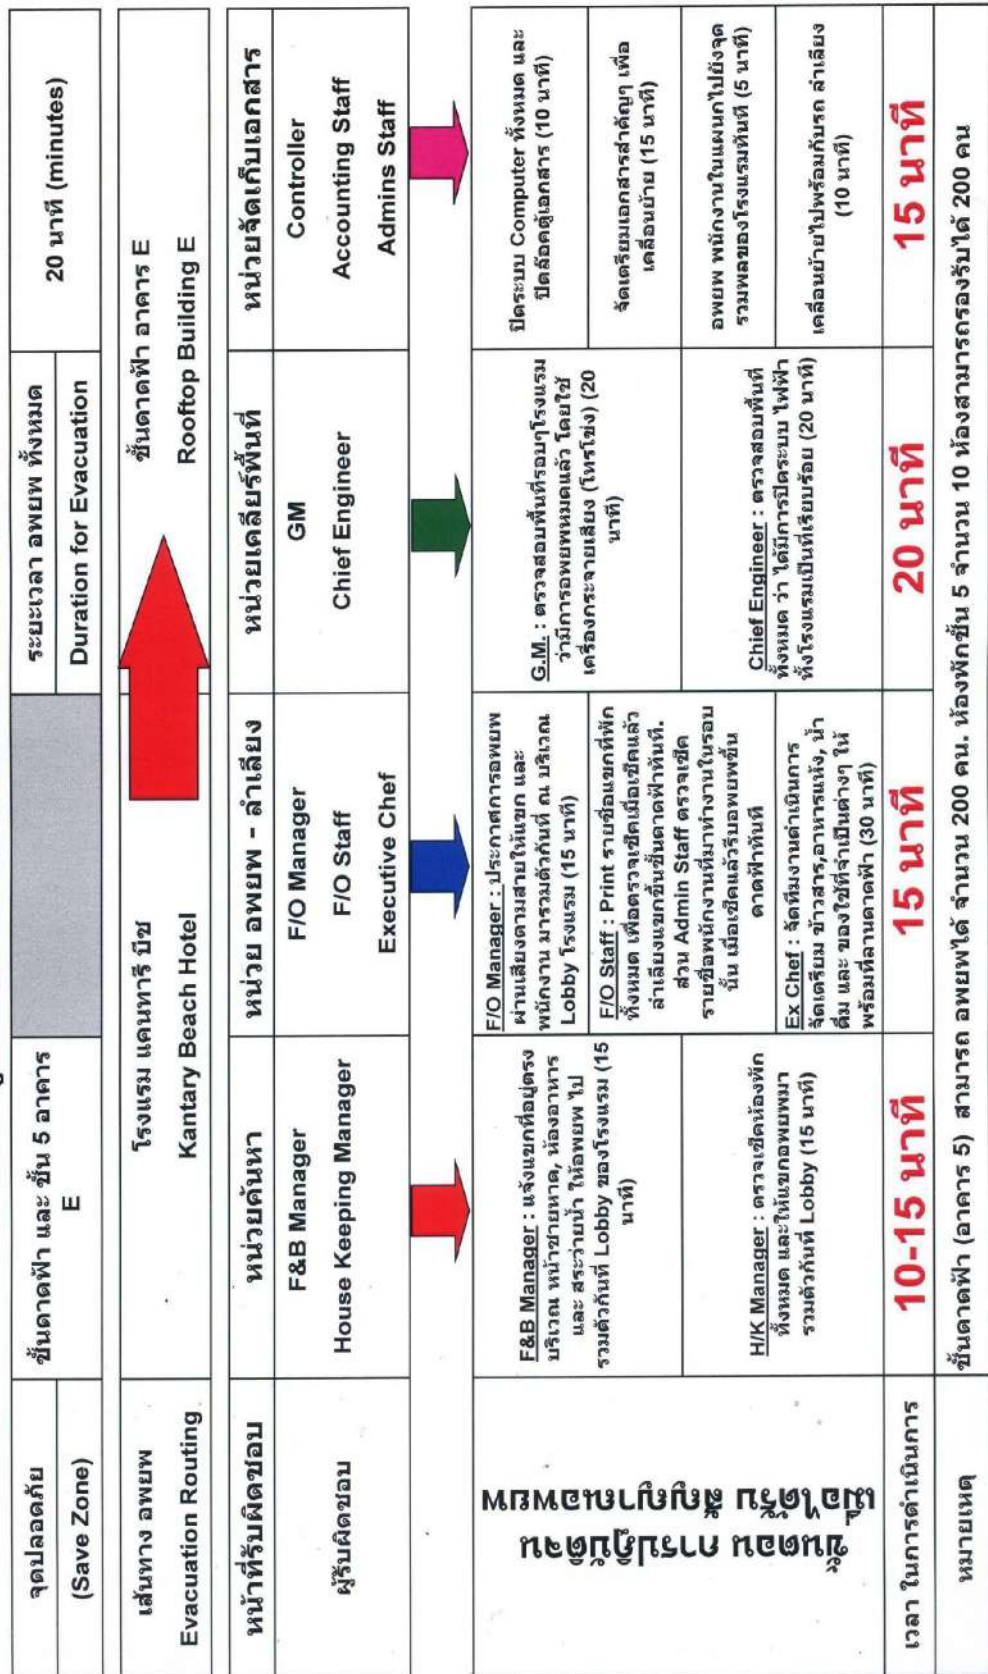 จุดปลอดภัย
(Save Zone)
ชั้นดาดฟ้า และ ชั้น 5 อาคาร
E
ระยะเวลา อพยพ ทั้งหมด
Duration for Evacuation
20 นาที (minutes)
เส้นทาง อพยพ
Evacuation Routing
โรงแรม แคนทารี บีช
Kantary Beach Hotel
ชั้นดาดฟ้า อาคาร E
Rooftop Building E
หน้าที่รับผิดชอบ
หน่วยค้นหา
หน่วย อพยพ - ลำเลียง
หน่วยเคลียร์พื้นที่
หน่วยจัดเก็บเอกสาร
ผู้รับผิดชอบ
F&B Manager
House Keeping Manager
F/O Manager
F/O Staff
Executive Chef
GM
Chief Engineer
Controller
Accounting Staff
Admins Staff
ขั้นตอน การปฏิบัติตน
เมื่อได้รับ สัญญาณอพยพ
F&B Manager : แจ้งแขกที่อยู่ตรง
บริเวณ หน้าชายหาด, ห้องอาหาร
และ สระว่ายน้ำ ให้อพยพ ไป
รวมตัวกันที่ Lobby ของโรงแรม (15
นาที)
H/K Manager : ตรวจเช็คห้องพัก
ทั้งหมด และให้แขกอพยพมา
รวมตัวกันที่ Lobby (15 นาที)
F/O Manager : ประกาศการอพยพ
ผ่านเสียงตามสายให้แขก และ
พนักงาน มารวมตัวกันที่ ณ บริเวณ
Lobby โรงแรม (15 นาที)
F/O Staff : Print รายชื่อแขกที่พัก
ทั้งหมด เพื่อตรวจเช็คเมื่อเช็คแล้ว
ลำเลียงแขกขึ้นชั้นดาดฟ้าทันที.
ส่วน Admin Staff ตรวจเช็ค
รายชื่อพนักงานที่มาทำงานในรอบ
นั้น เมื่อเช็คแล้วรีบอพยพขึ้น
ดาดฟ้าทันที
Ex Chef : จัดทีมงานดำเนินการ
จัดเตรียม ข้าวสาร,อาหารแห้ง, น้ำ
ดื่ม และ ของใช้ที่จำเป็นต่างๆ ให้
พร้อมที่ลานดาดฟ้า (30 นาที)
G.M. : ตรวจสอบพื้นที่รอบๆโรงแรม
ว่ามีการอพยพหมดแล้ว โดยใช้
เครื่องกระจายเสียง (โทรโข่ง) (20
นาที)
Chief Engineer : ตรวจสอบพื้นที่
ทั้งหมด ว่า ได้มีการปิดระบบ ไฟฟ้า
ทั้งโรงแรมเป็นที่เรียบร้อย (20 นาที)
ปิดระบบ Computer ทั้งหมด และ
ปิดล๊อคตู้เอกสาร (10 นาที)
จัดเตรียมเอกสารสำคัญๆ เพื่อ
เคลื่อนย้าย (15 นาที)
อพยพ พนักงานในแผนกไปยังจุด
รวมพลของโรงแรมทันที (5 นาที)
เคลื่อนย้ายไปพร้อมกับรถ ลำเลียง
(10 นาที)
เวลา ในการดำเนินการ
10-15 นาที
15 นาที
20 นาที
15 นาที
หมายเหตุ
ชั้นดาดฟ้า (อาคาร 5) สามารถ อพยพได้ จำนวน 200 คน. ห้องพักชั้น 5 จำนวน 10 ห้องสามารถรองรับได้ 200 คน